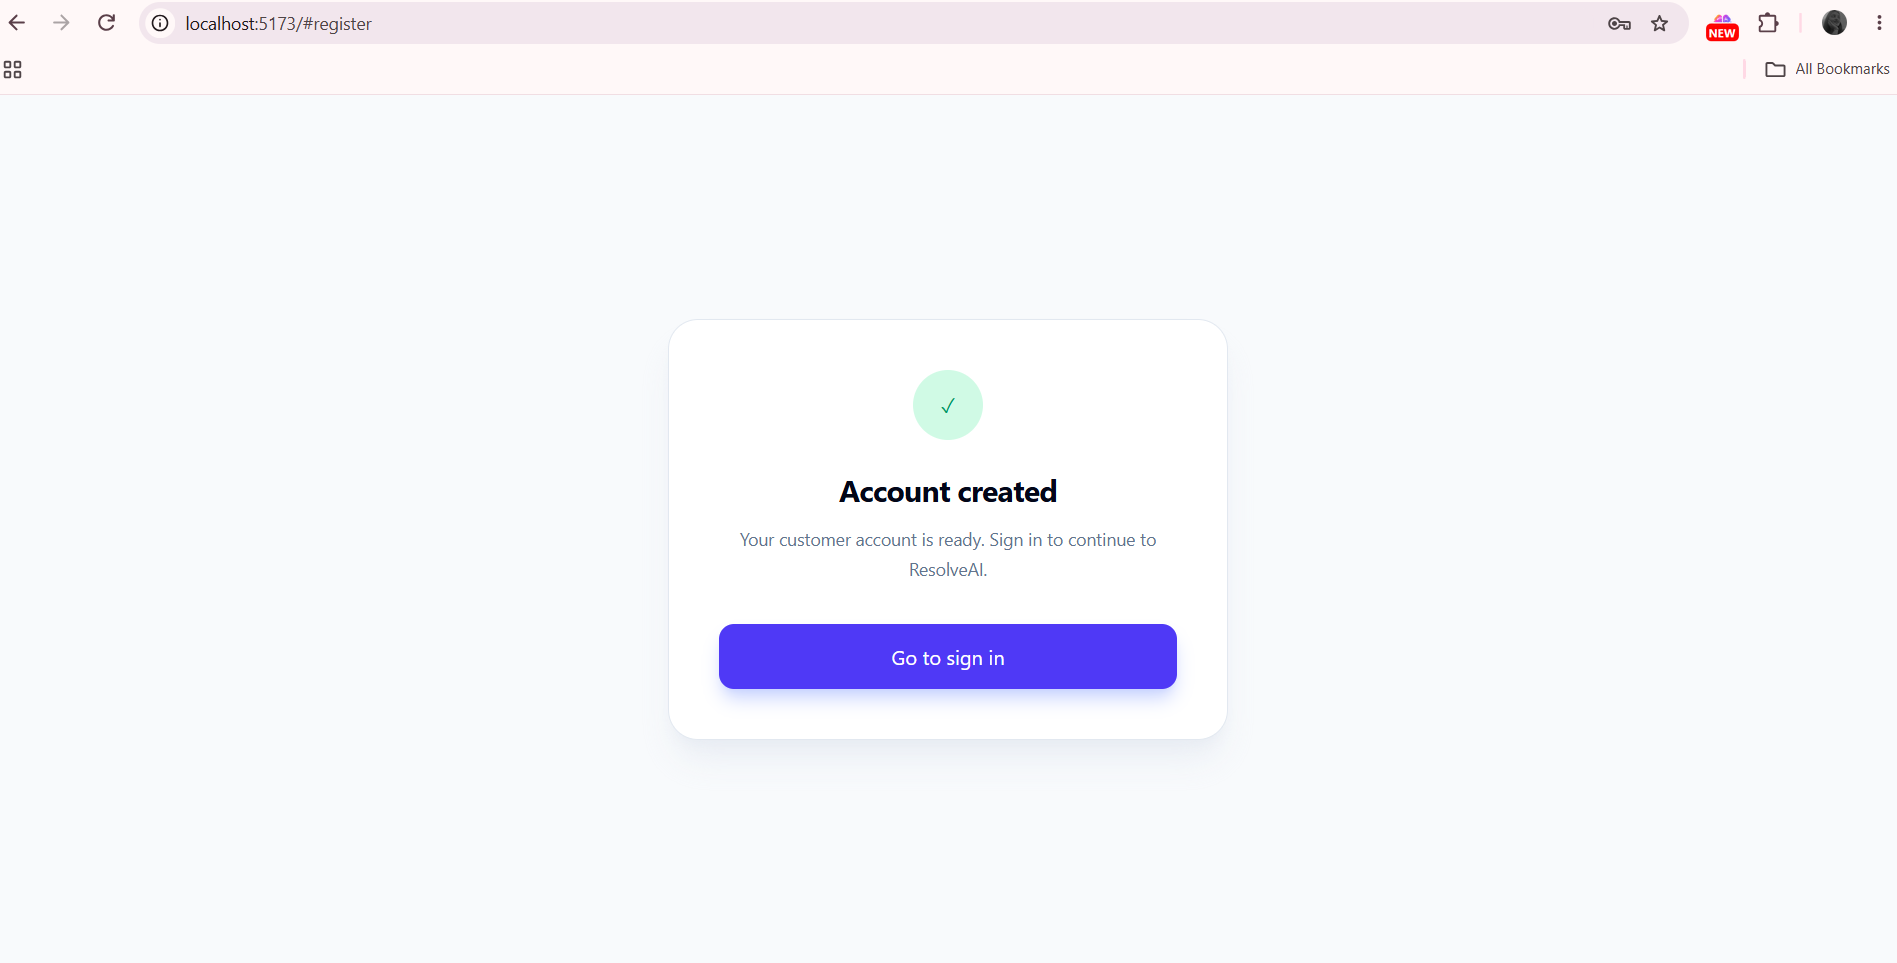 localhost:5173/#register
NEW
All Bookmarks
✓
Account created
Your customer account is ready. Sign in to continue to
ResolveAI.
Go to sign in